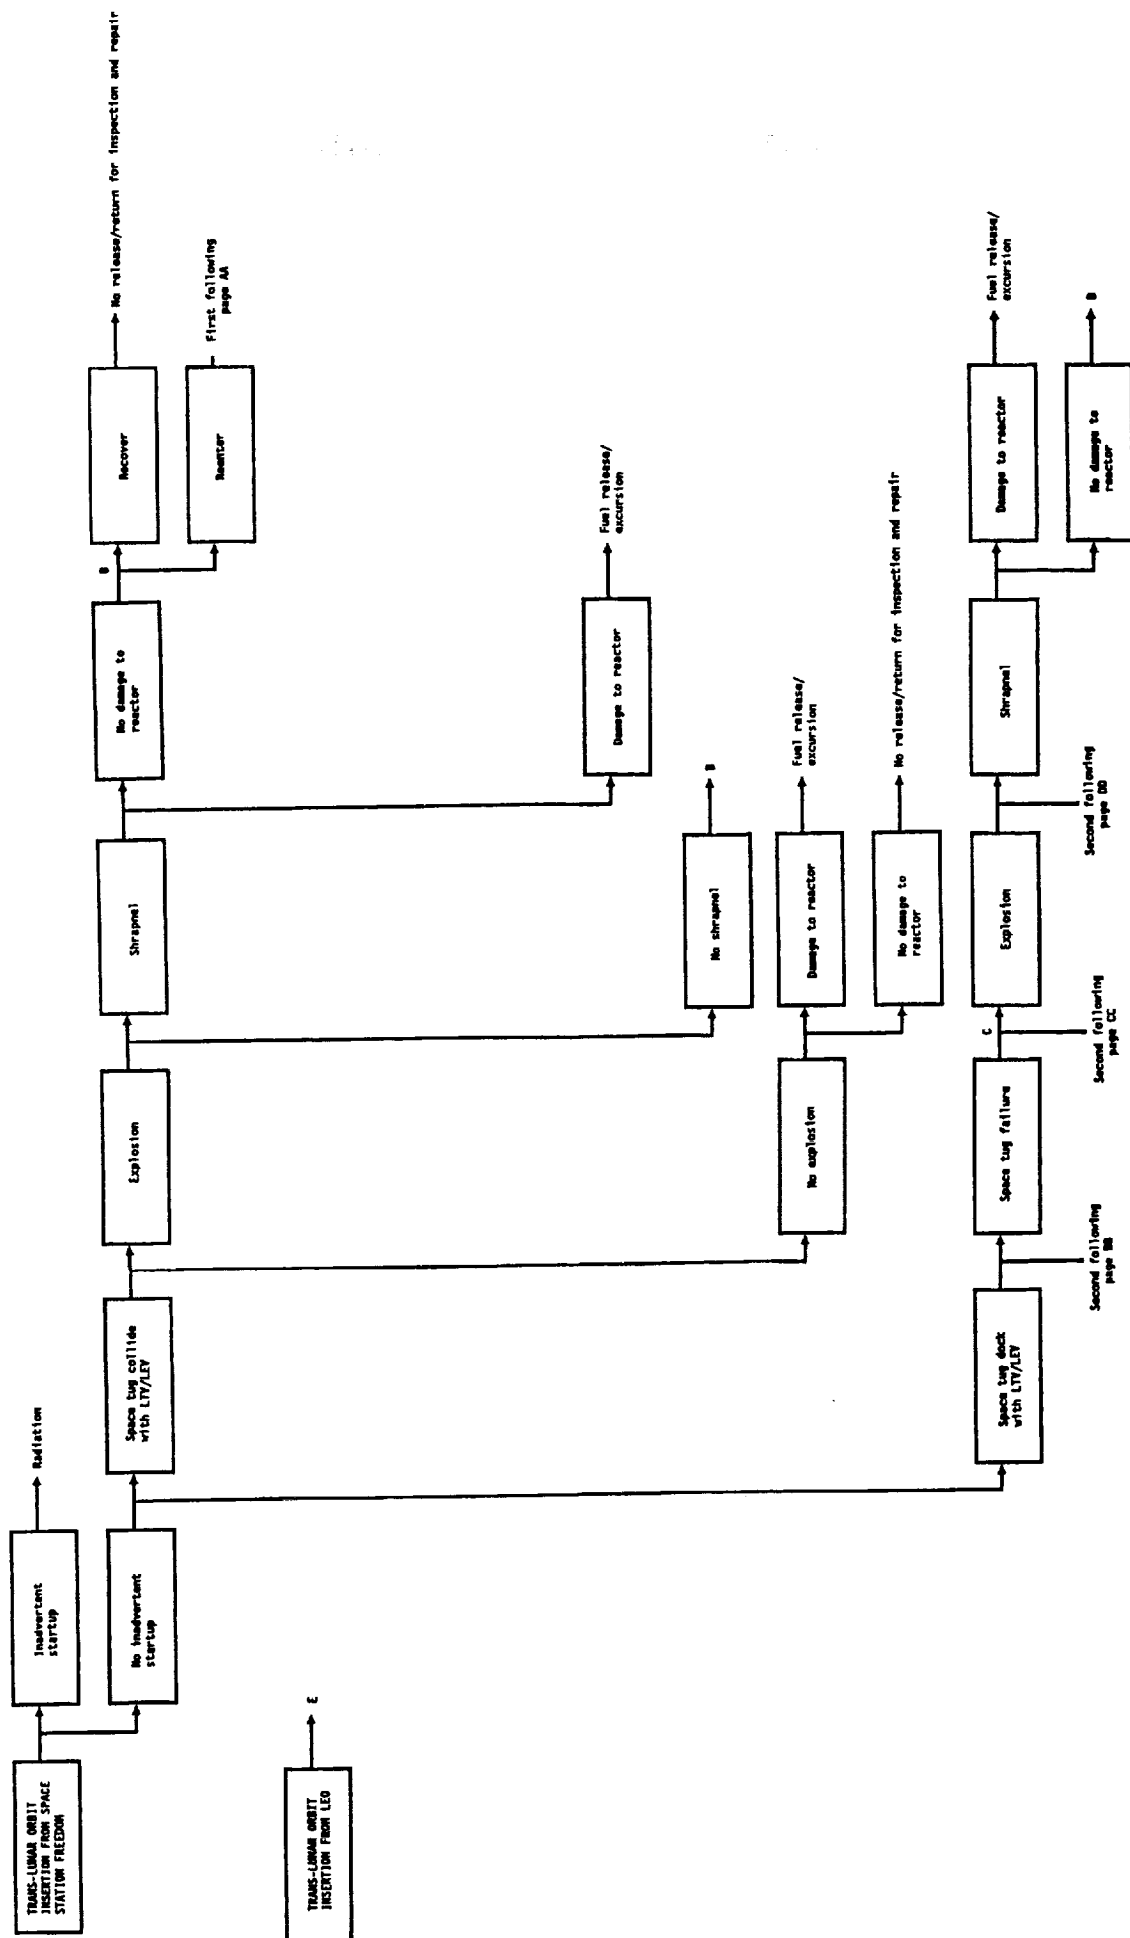 TRANS-LUNAR ORBIT
INSERTION FROM SPACE
STATION FREEDOM
Inadvertent
startup
Radiation
No inadvertent
startup
Space tug collide
with LTV/LEV
Explosion
Shrapnel
No damage to
reactor
B
Recover
No release/return for inspection and repair
Reenter
First following
page AA
TRANS-LUNAR ORBIT
INSERTION FROM LEO
E
Damage to reactor
Fuel release/
excursion
No shrapnel
B
No explosion
Damage to reactor
Fuel release/
excursion
No damage to
reactor
No release/return for inspection and repair
Space tug dock
with LTV/LEV
Space tug failure
C
Explosion
Shrapnel
Damage to reactor
Fuel release/
excursion
No damage to
reactor
B
Second following
page BB
Second following
page CC
Second following
page DD